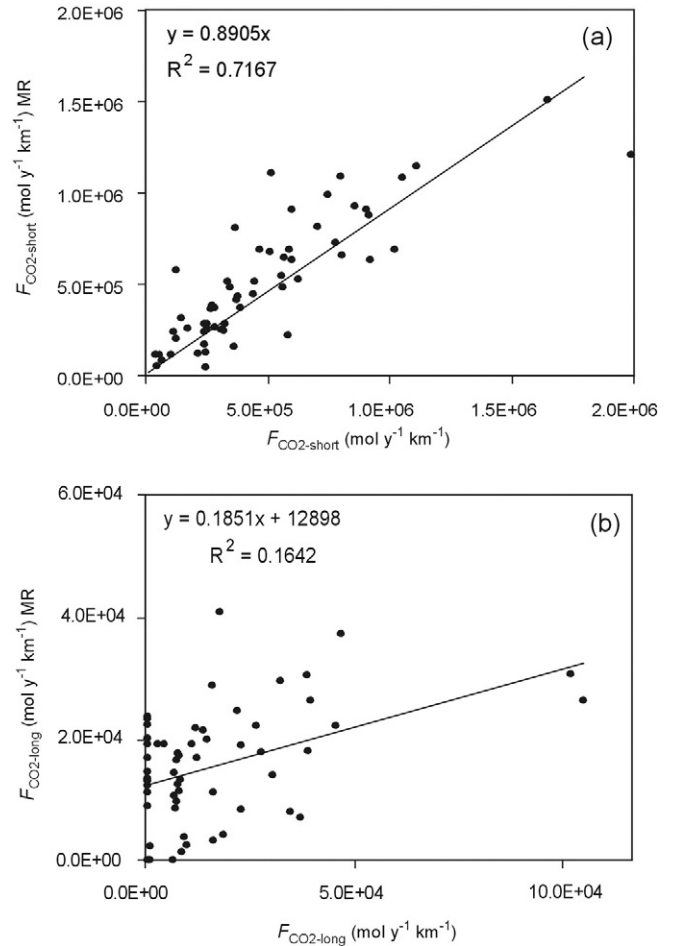 2.0E+06
y = 0.8905x
(a)
R² = 0.7167
1.5E+06
1.0E+06
5.0E+05
0.0E+00
F_CO2-short (mol y⁻¹ km⁻¹) MR
0.0E+00 5.0E+05 1.0E+06 1.5E+06 2.0E+06
F_CO2-short (mol y⁻¹ km⁻¹)
6.0E+04
y = 0.1851x + 12898
(b)
R² = 0.1642
4.0E+04
2.0E+04
0.0E+00
F_CO2-long (mol y⁻¹ km⁻¹) MR
0.0E+00 5.0E+04 10.0E+04
F_CO2-long (mol y⁻¹ km⁻¹)